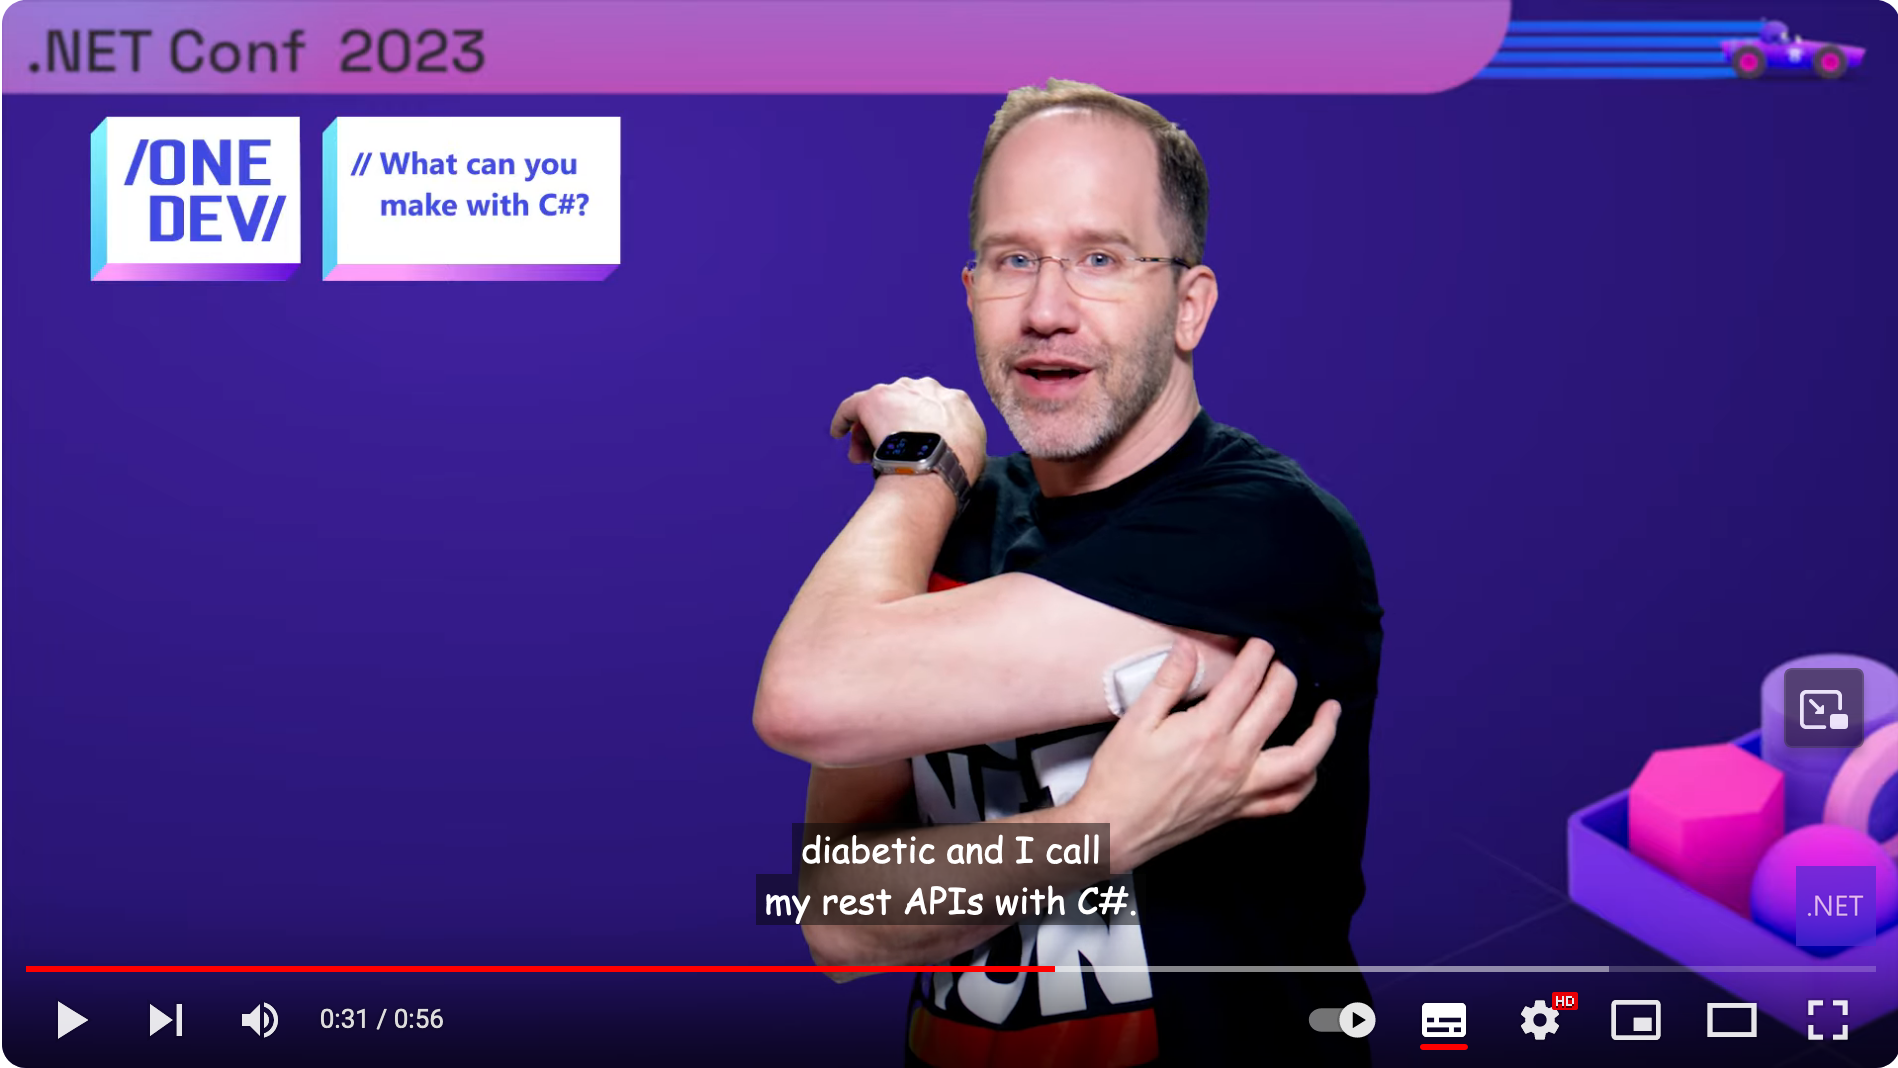 .NET Conf 2023
/ONE
DEV//
// What can you
make with C#?
diabetic and I call
my rest APIs with C#.
.NET
0:31 / 0:56
HD